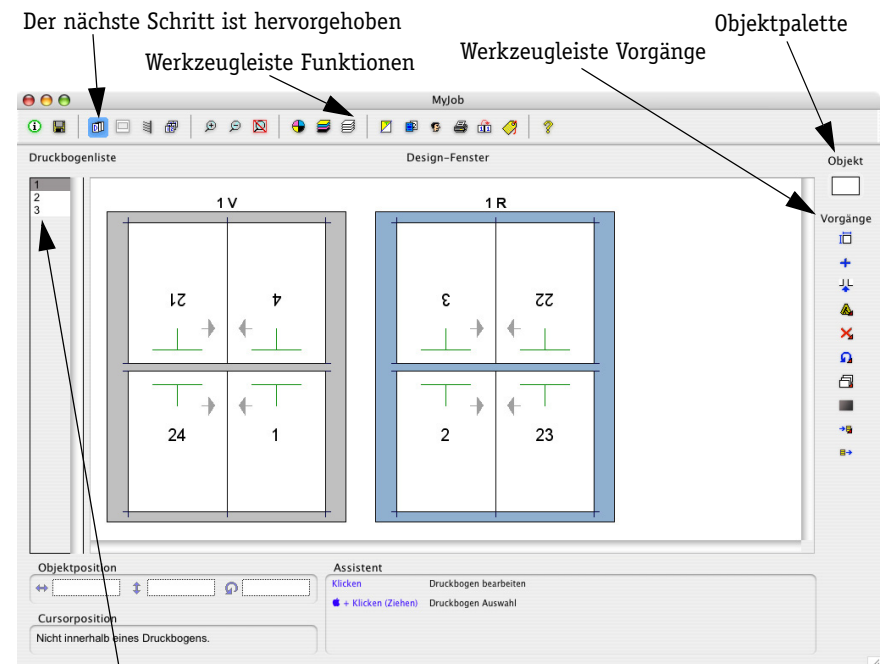 Der nächste Schritt ist hervorgehoben
Objektpalette
Werkzeugleiste Funktionen
Werkzeugleiste Vorgänge
MyJob
Druckbogenliste
Design-Fenster
Objekt
1
2
3
1 V
1 R
Vorgänge
21
4
3
22
24
1
2
23
Objektposition
Assistent
Klicken Druckbogen bearbeiten
+ Klicken (Ziehen) Druckbogen Auswahl
Cursorposition
Nicht innerhalb eines Druckbogens.